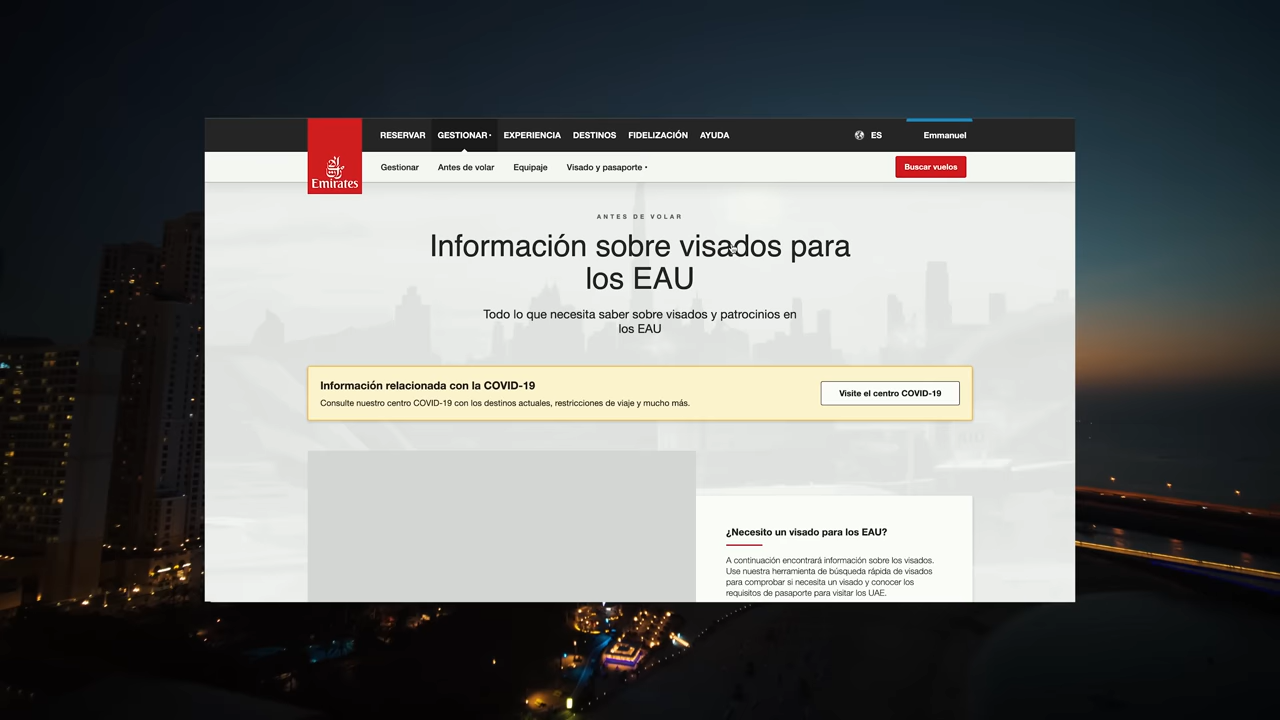 RESERVAR GESTIONAR EXPERIENCIA DESTINOS FIDELIZACIÓN AYUDA ES Emmanuel
Emirates
Gestionar Antes de volar Equipaje Visado y pasaporte Buscar vuelos
ANTES DE VOLAR
Información sobre visados para
los EAU
Todo lo que necesita saber sobre visados y patrocinios en
los EAU
Información relacionada con la COVID-19
Consulte nuestro centro COVID-19 con los destinos actuales, restricciones de viaje y mucho más.
Visite el centro COVID-19
¿Necesito un visado para los EAU?
A continuación encontrará información sobre los visados.
Use nuestra herramienta de búsqueda rápida de visados
para comprobar si necesita un visado y conocer los
requisitos de pasaporte para visitar los UAE.